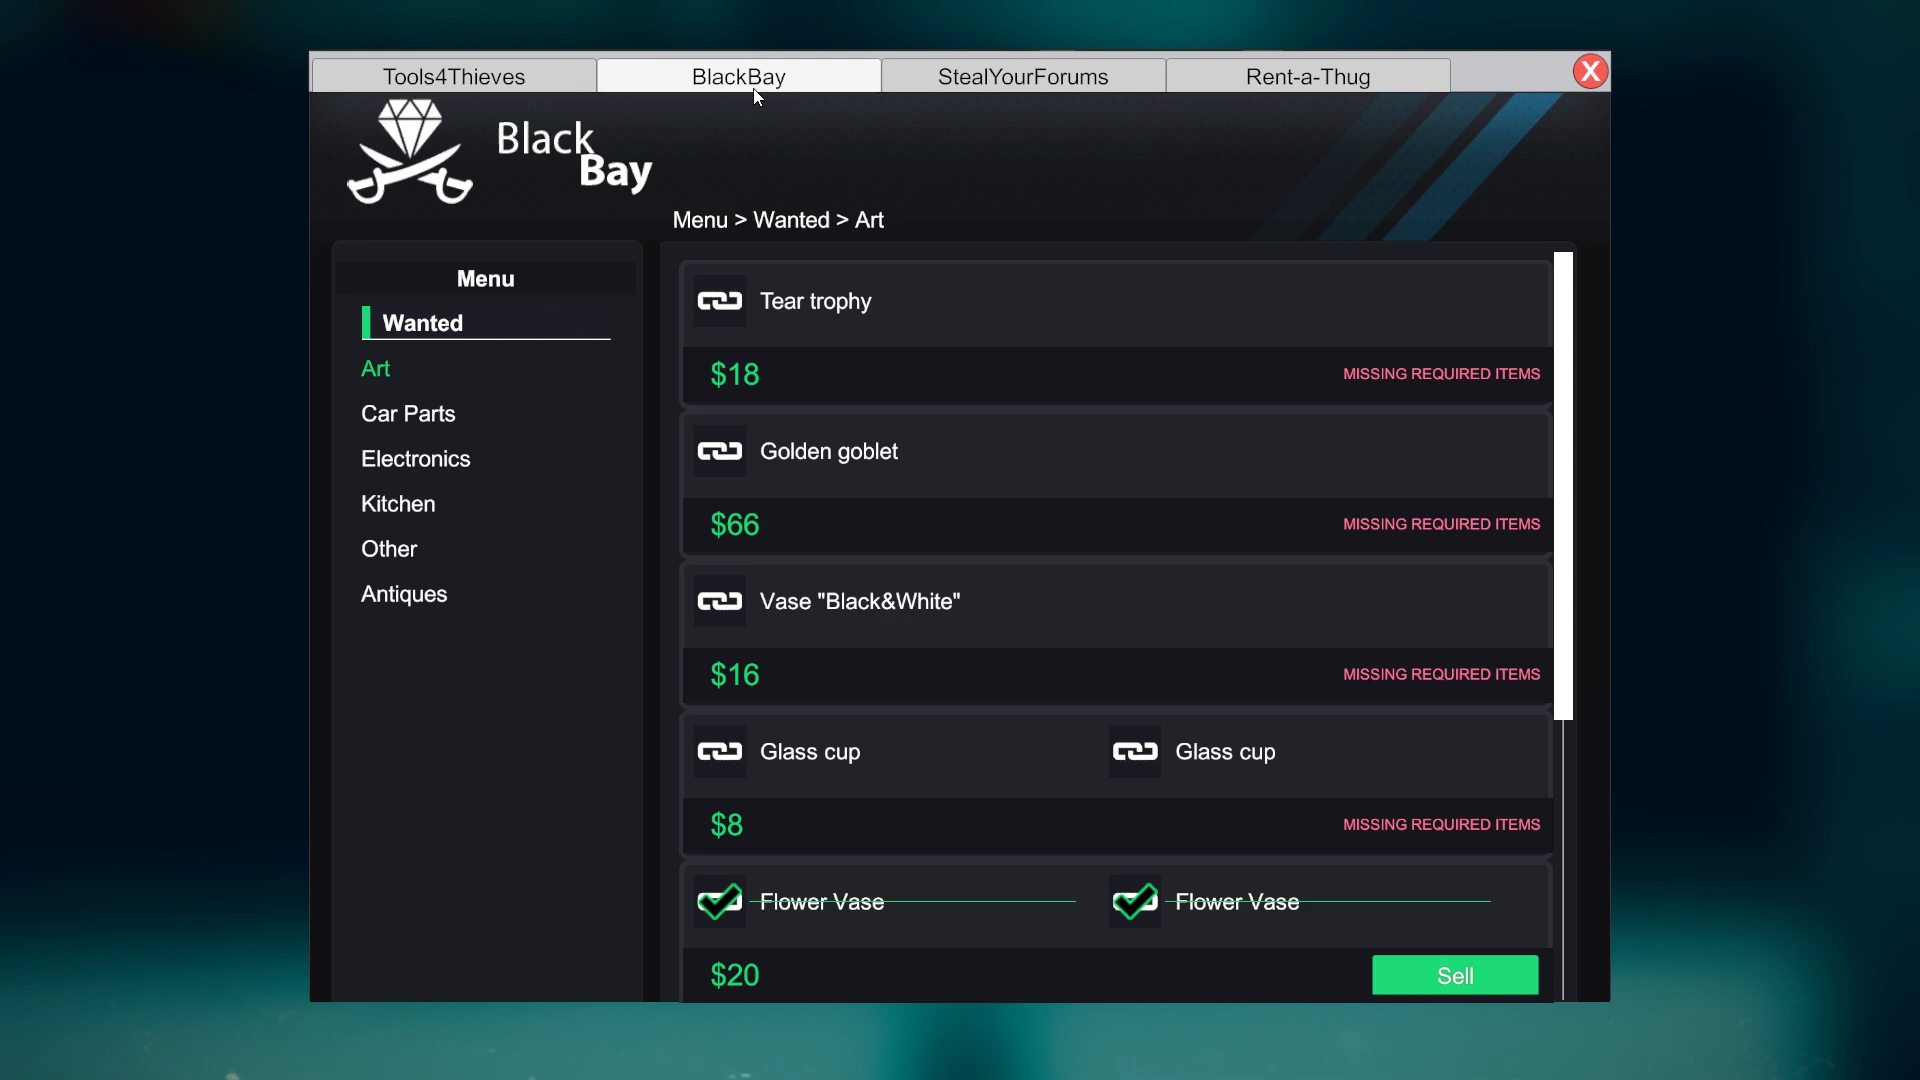 Tools4Thieves
BlackBay
StealYourForums
Rent-a-Thug
X
Black
Bay
Menu > Wanted > Art
Menu
Wanted
Art
Car Parts
Electronics
Kitchen
Other
Antiques
Tear trophy
$18
MISSING REQUIRED ITEMS
Golden goblet
$66
MISSING REQUIRED ITEMS
Vase "Black&White"
$16
MISSING REQUIRED ITEMS
Glass cup
Glass cup
$8
MISSING REQUIRED ITEMS
Flower Vase
Flower Vase
$20
Sell